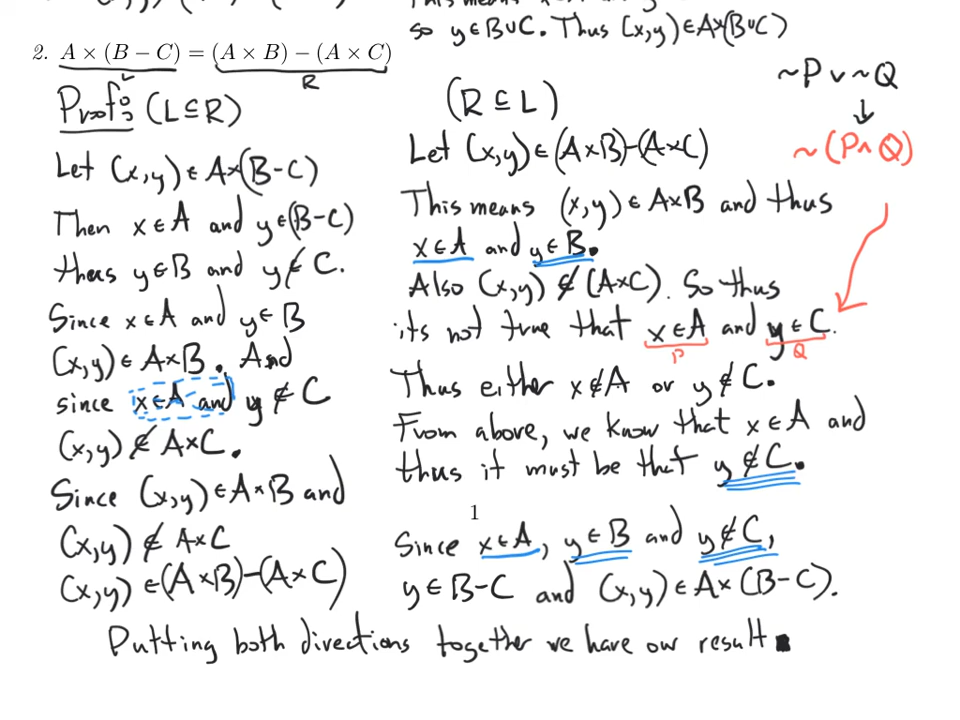 This means
so y ∈ B∪C. Thus (x,y) ∈ A×(B∪C)
2. A × (B − C) = (A × B) − (A × C)
L
R
Proof: (L ⊆ R)
Let (x,y) ∈ A×(B-C)
Then x ∈ A and y ∈ (B-C)
thus y ∈ B and y ∉ C.
Since x ∈ A and y ∈ B
(x,y) ∈ A×B. And
since x ∈ A and y ∉ C
(x,y) ∉ A×C.
Since (x,y) ∈ A×B and
(x,y) ∉ A×C
(x,y) ∈ (A×B)-(A×C)
(R ⊆ L)
Let (x,y) ∈ (A×B)-(A×C)
This means (x,y) ∈ A×B and thus
x ∈ A and y ∈ B.
Also (x,y) ∉ (A×C). So thus
its not true that x ∈ A and y ∈ C.
P
Q
Thus either x ∉ A or y ∉ C.
From above, we know that x ∈ A and
thus it must be that y ∉ C.
1
Since x ∈ A, y ∈ B and y ∉ C,
y ∈ B-C and (x,y) ∈ A×(B-C).
~P ∨ ~Q
↓
~(P ∧ Q)
Putting both directions together we have our result ■